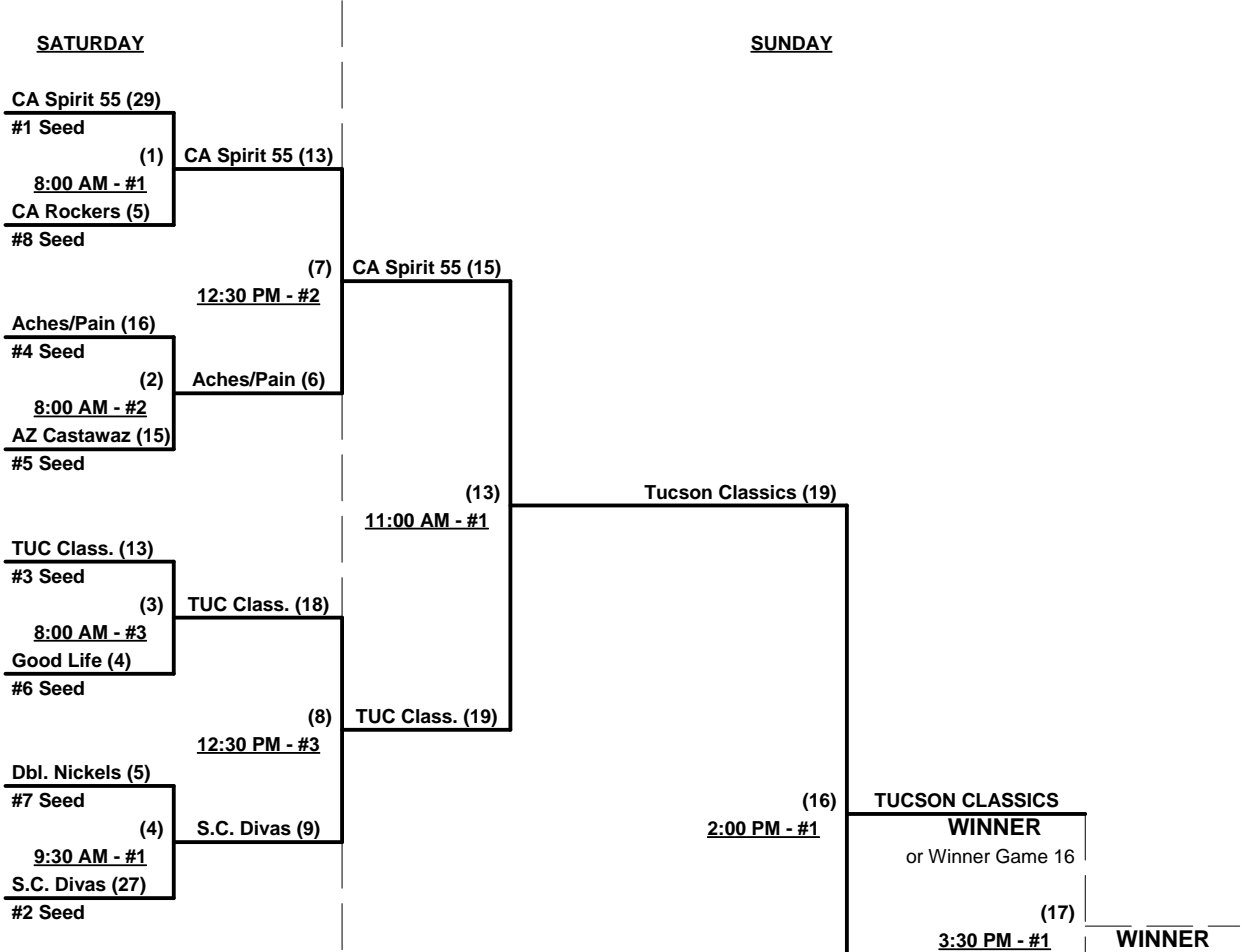 SATURDAY
SUNDAY
CA Spirit 55 (29)
#1 Seed
(1)
CA Spirit 55 (13)
8:00 AM - #1
CA Rockers (5)
#8 Seed
(7)
CA Spirit 55 (15)
12:30 PM - #2
Aches/Pain (16)
#4 Seed
(2)
Aches/Pain (6)
8:00 AM - #2
AZ Castawaz (15)
#5 Seed
(13)
Tucson Classics (19)
11:00 AM - #1
TUC Class. (13)
#3 Seed
(3)
TUC Class. (18)
8:00 AM - #3
Good Life (4)
#6 Seed
(8)
TUC Class. (19)
12:30 PM - #3
Dbl. Nickels (5)
#7 Seed
(16)
TUCSON CLASSICS
(4)
S.C. Divas (9)
2:00 PM - #1
WINNER
9:30 AM - #1
or Winner Game 16
S.C. Divas (27)
#2 Seed
(17)
3:30 PM - #1
WINNER